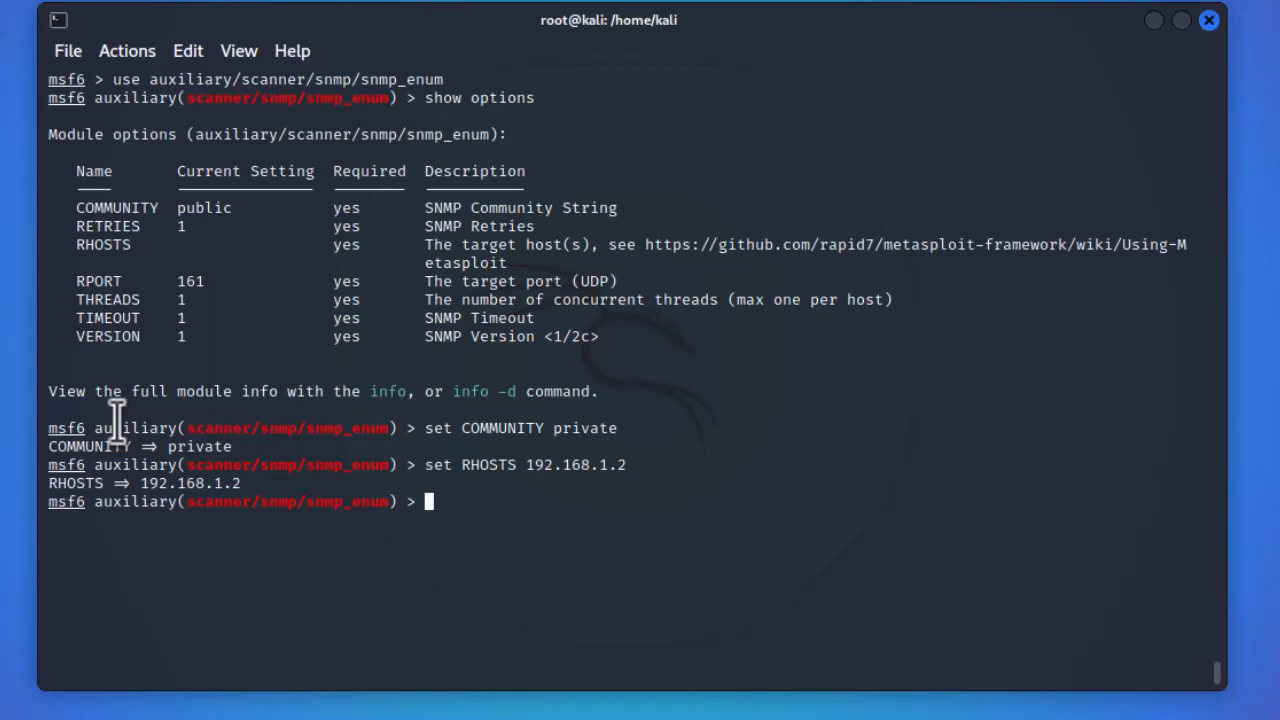 root@kali: /home/kali
File Actions Edit View Help
msf6 > use auxiliary/scanner/snmp/snmp_enum
msf6 auxiliary(scanner/snmp/snmp_enum) > show options
Module options (auxiliary/scanner/snmp/snmp_enum):
Name Current Setting Required Description
COMMUNITY public yes SNMP Community String
RETRIES 1 yes SNMP Retries
RHOSTS yes The target host(s), see https://github.com/rapid7/metasploit-framework/wiki/Using-M
etasploit
RPORT 161 yes The target port (UDP)
THREADS 1 yes The number of concurrent threads (max one per host)
TIMEOUT 1 yes SNMP Timeout
VERSION 1 yes SNMP Version <1/2c>
View the full module info with the info, or info -d command.
msf6 auxiliary(scanner/snmp/snmp_enum) > set COMMUNITY private
COMMUNITY ⇒ private
msf6 auxiliary(scanner/snmp/snmp_enum) > set RHOSTS 192.168.1.2
RHOSTS ⇒ 192.168.1.2
msf6 auxiliary(scanner/snmp/snmp_enum) >